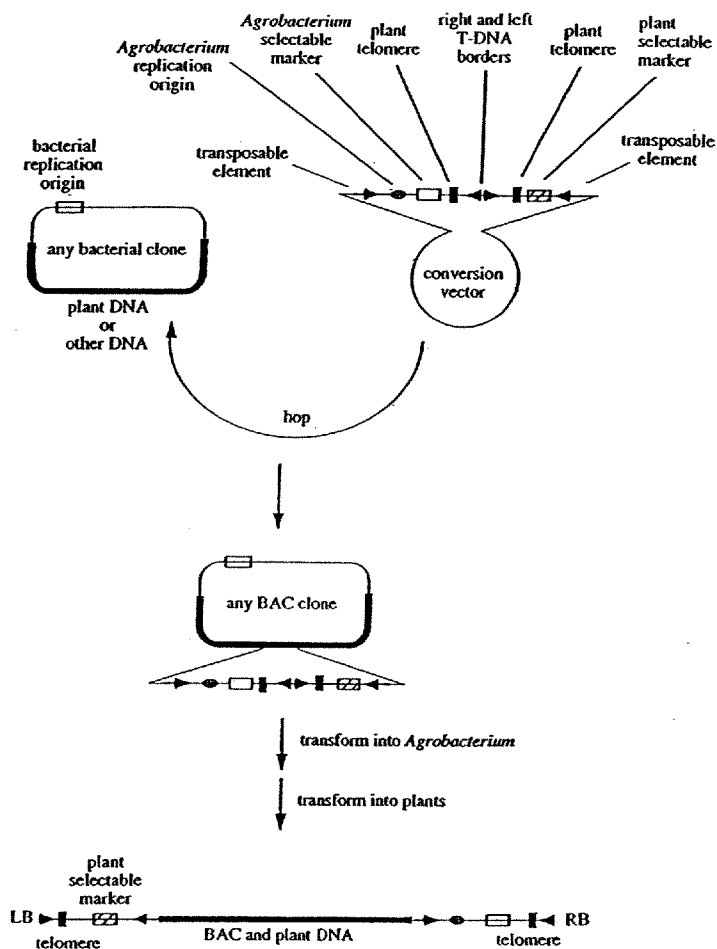 Agrobacterium
replication
origin
Agrobacterium
selectable
marker
plant
telomere
right and left
T-DNA
borders
plant
telomere
plant
selectable
marker
bacterial
replication
origin
transposable
element
transposable
element
any bacterial clone
conversion
vector
plant DNA
or
other DNA
hop
any BAC clone
transform into Agrobacterium
transform into plants
plant
selectable
marker
LB
RB
telomere
BAC and plant DNA
telomere